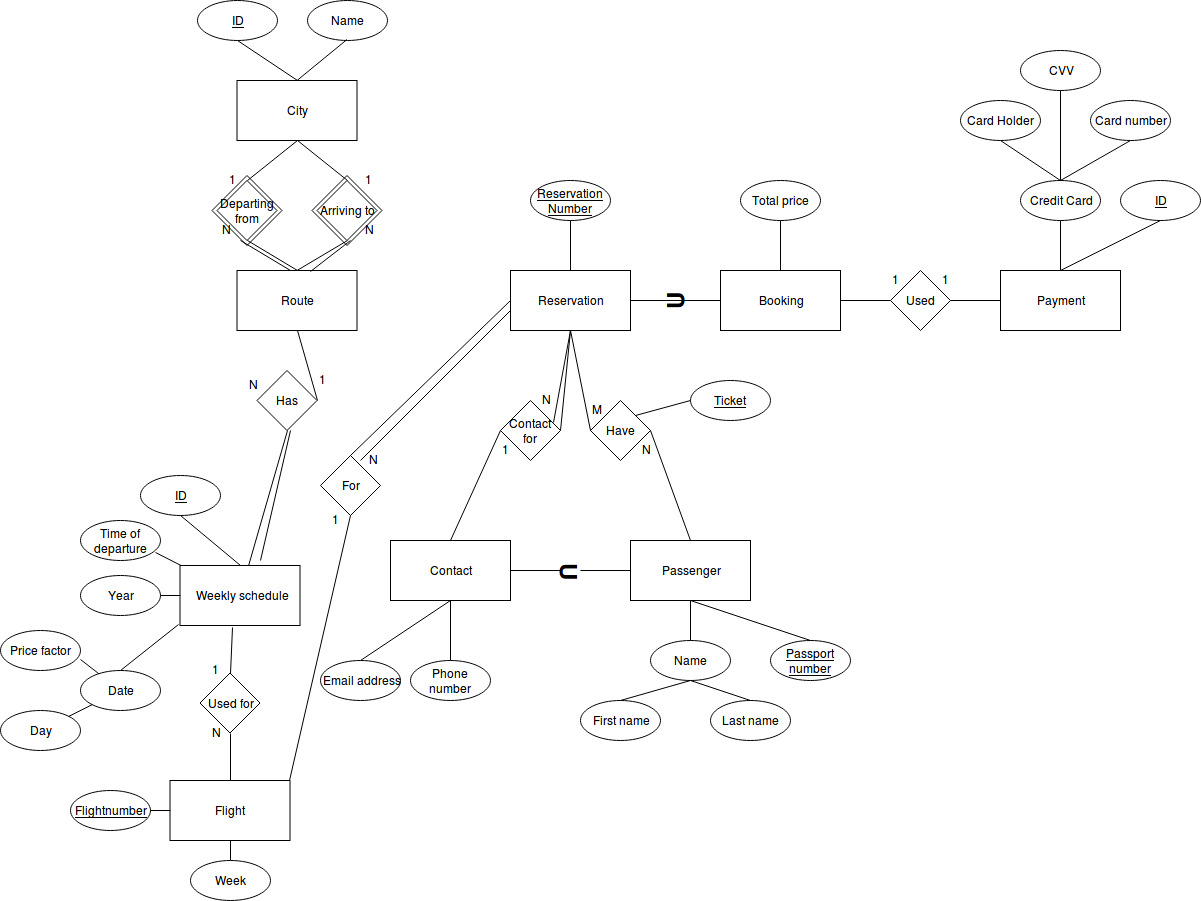 ID
Name
City
1
1
Departing
from
Arriving to
N
N
Route
N
1
Has
ID
Time of
departure
Year
Weekly schedule
Price factor
Date
Day
1
Used for
N
Flightnumber
Flight
Week
Reservation
Number
Reservation
N
For
1
Total price
Booking
1
1
Used
Payment
CVV
Card Holder
Card number
Credit Card
ID
N
Contact
for
1
M
Have
N
Ticket
Contact
Passenger
Email address
Phone
number
Name
Passport
number
First name
Last name